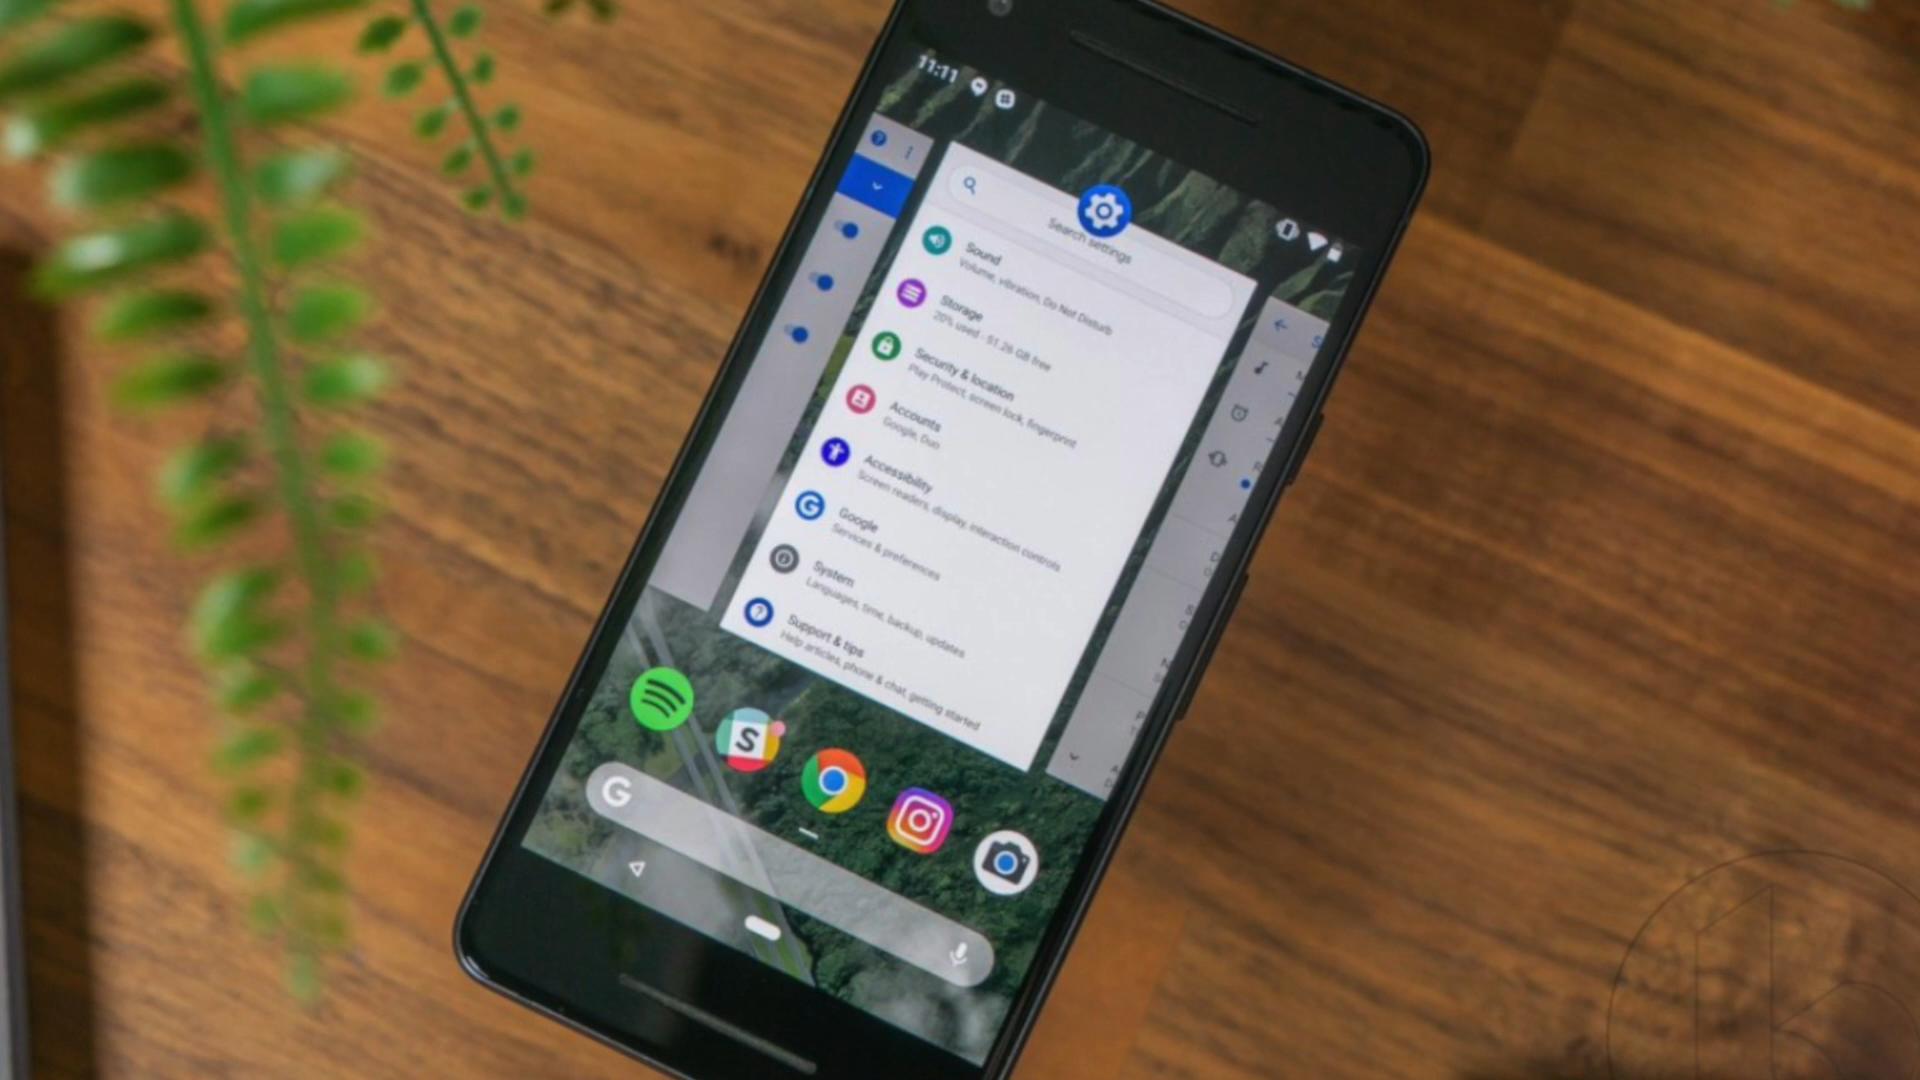 11:11
Search settings
Sound
Volume, vibration, Do Not Disturb
Storage
20% used - 51.26 GB free
Security & location
Play Protect, screen lock, fingerprint
Accounts
Google, Duo
Accessibility
Screen readers, display, interaction controls
Google
Services & preferences
System
Languages, time, backup, updates
Support & tips
Help articles, phone & chat, getting started
S
G